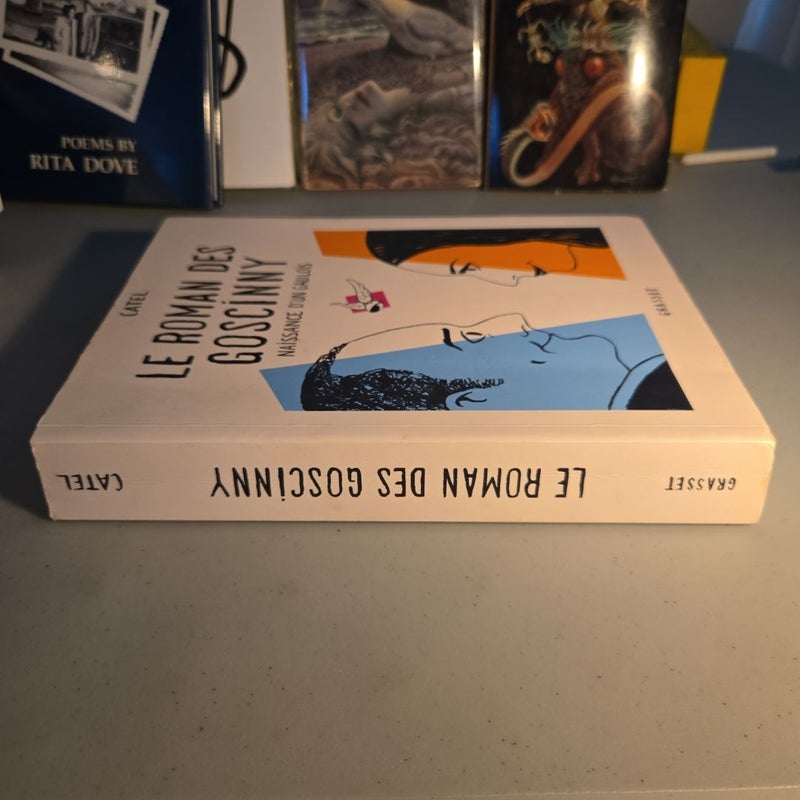 POEMS BY
RITA DOVE
CATEL
LE ROMAN DES
GOSCINNY
NAISSANCE D'UN GAULOIS
GRASSET
CATEL
LE ROMAN DES GOSCINNY
GRASSET